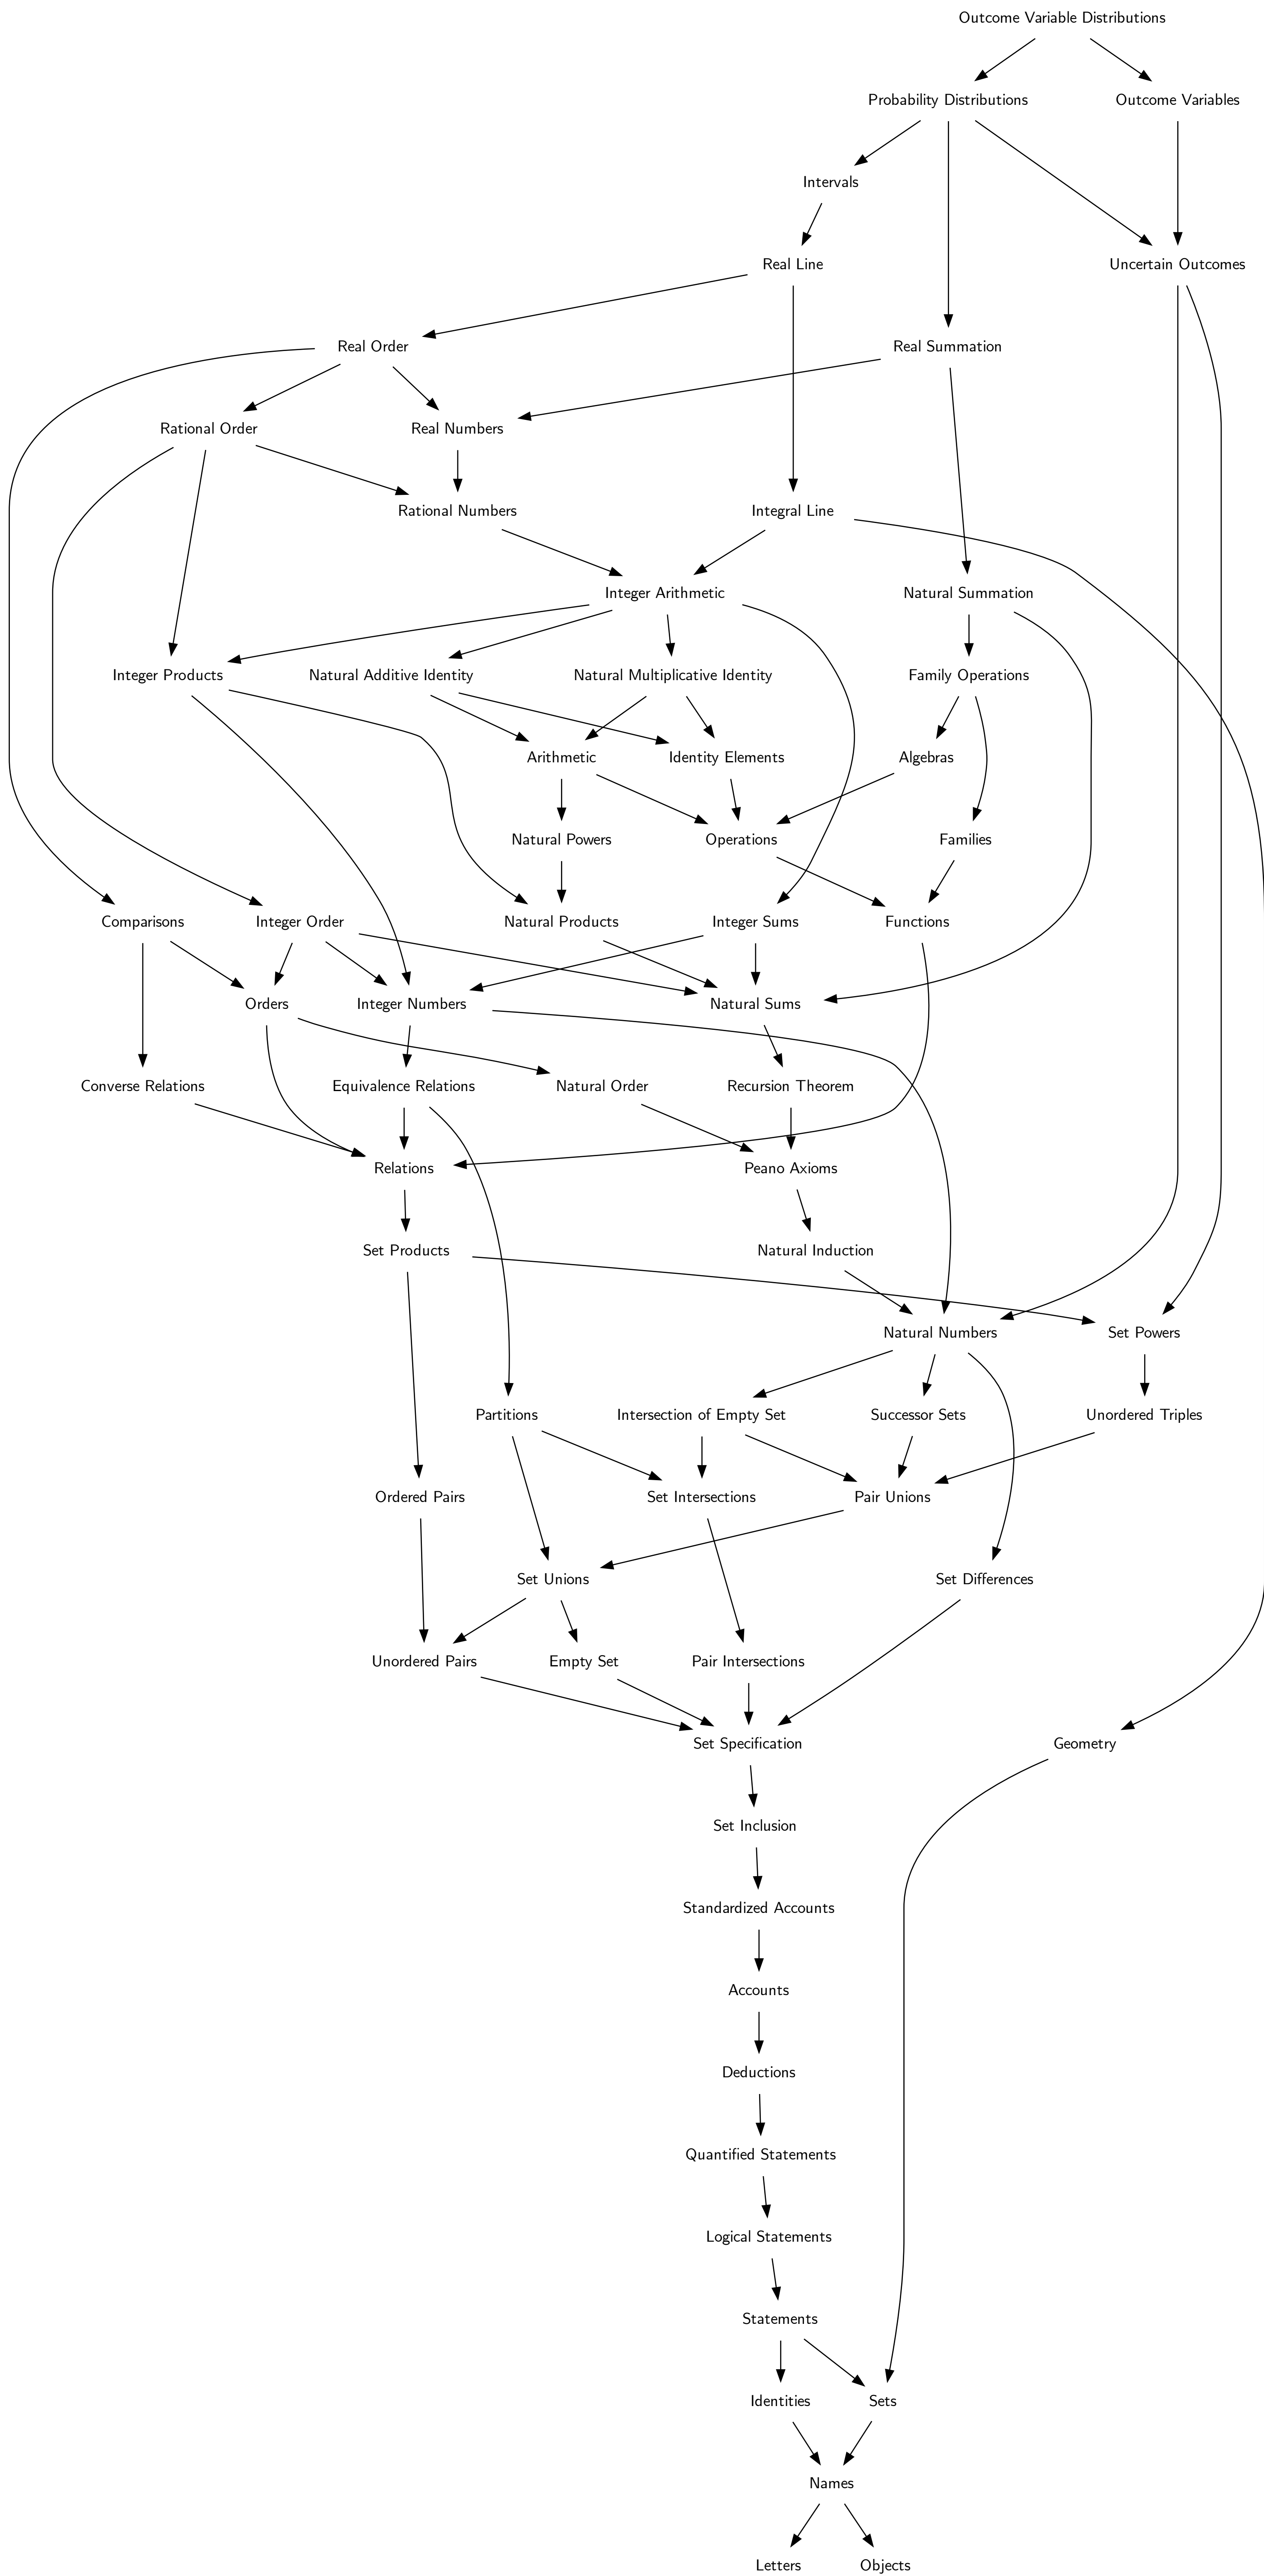 Outcome Variable Distributions
Probability Distributions
Outcome Variables
Intervals
Real Line
Uncertain Outcomes
Real Order
Real Summation
Rational Order
Real Numbers
Rational Numbers
Integral Line
Integer Arithmetic
Natural Summation
Integer Products
Natural Additive Identity
Natural Multiplicative Identity
Family Operations
Arithmetic
Identity Elements
Algebras
Natural Powers
Operations
Families
Comparisons
Integer Order
Natural Products
Integer Sums
Functions
Orders
Integer Numbers
Natural Sums
Converse Relations
Equivalence Relations
Natural Order
Recursion Theorem
Relations
Peano Axioms
Set Products
Natural Induction
Natural Numbers
Set Powers
Partitions
Intersection of Empty Set
Successor Sets
Unordered Triples
Ordered Pairs
Set Intersections
Pair Unions
Set Unions
Set Differences
Unordered Pairs
Empty Set
Pair Intersections
Set Specification
Geometry
Set Inclusion
Standardized Accounts
Accounts
Deductions
Quantified Statements
Logical Statements
Statements
Identities
Sets
Names
Letters
Objects